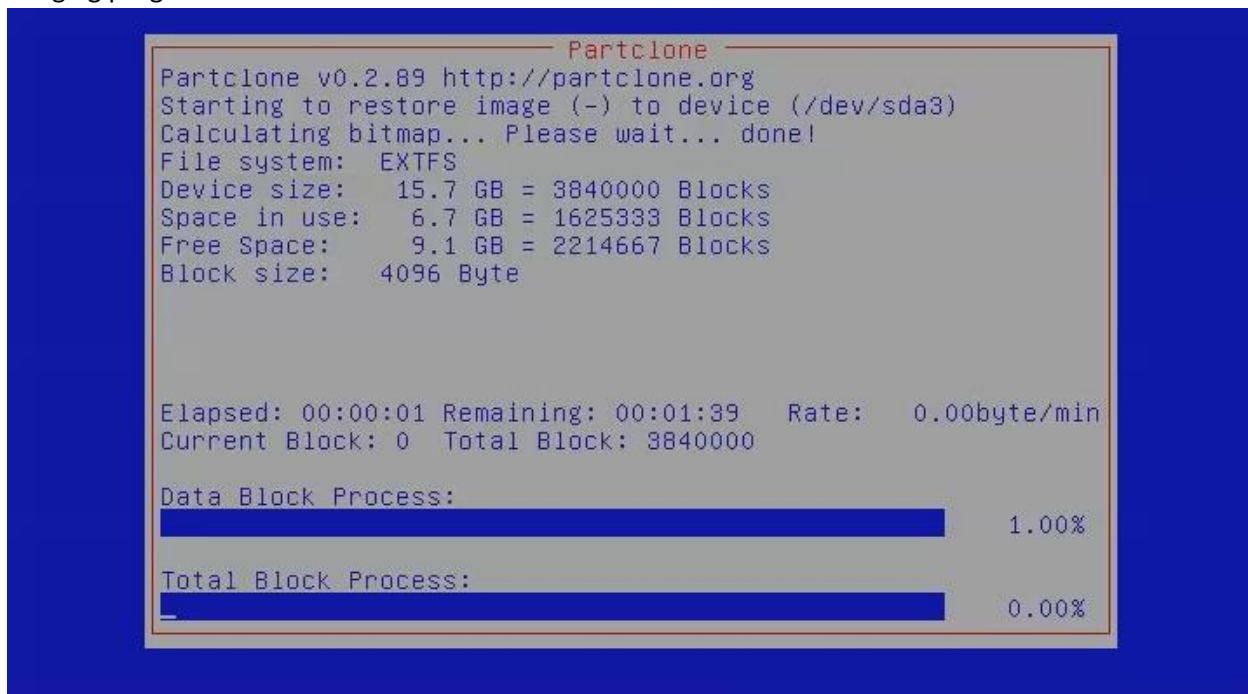 Partclone
Partclone v0.2.89 http://partclone.org
Starting to restore image (-) to device (/dev/sda3)
Calculating bitmap... Please wait... done!
File system: EXTFS
Device size: 15.7 GB = 3840000 Blocks
Space in use: 6.7 GB = 1625333 Blocks
Free Space: 9.1 GB = 2214667 Blocks
Block size: 4096 Byte
Elapsed: 00:00:01 Remaining: 00:01:39 Rate: 0.00byte/min
Current Block: 0 Total Block: 3840000
Data Block Process:
1.00%
Total Block Process:
0.00%